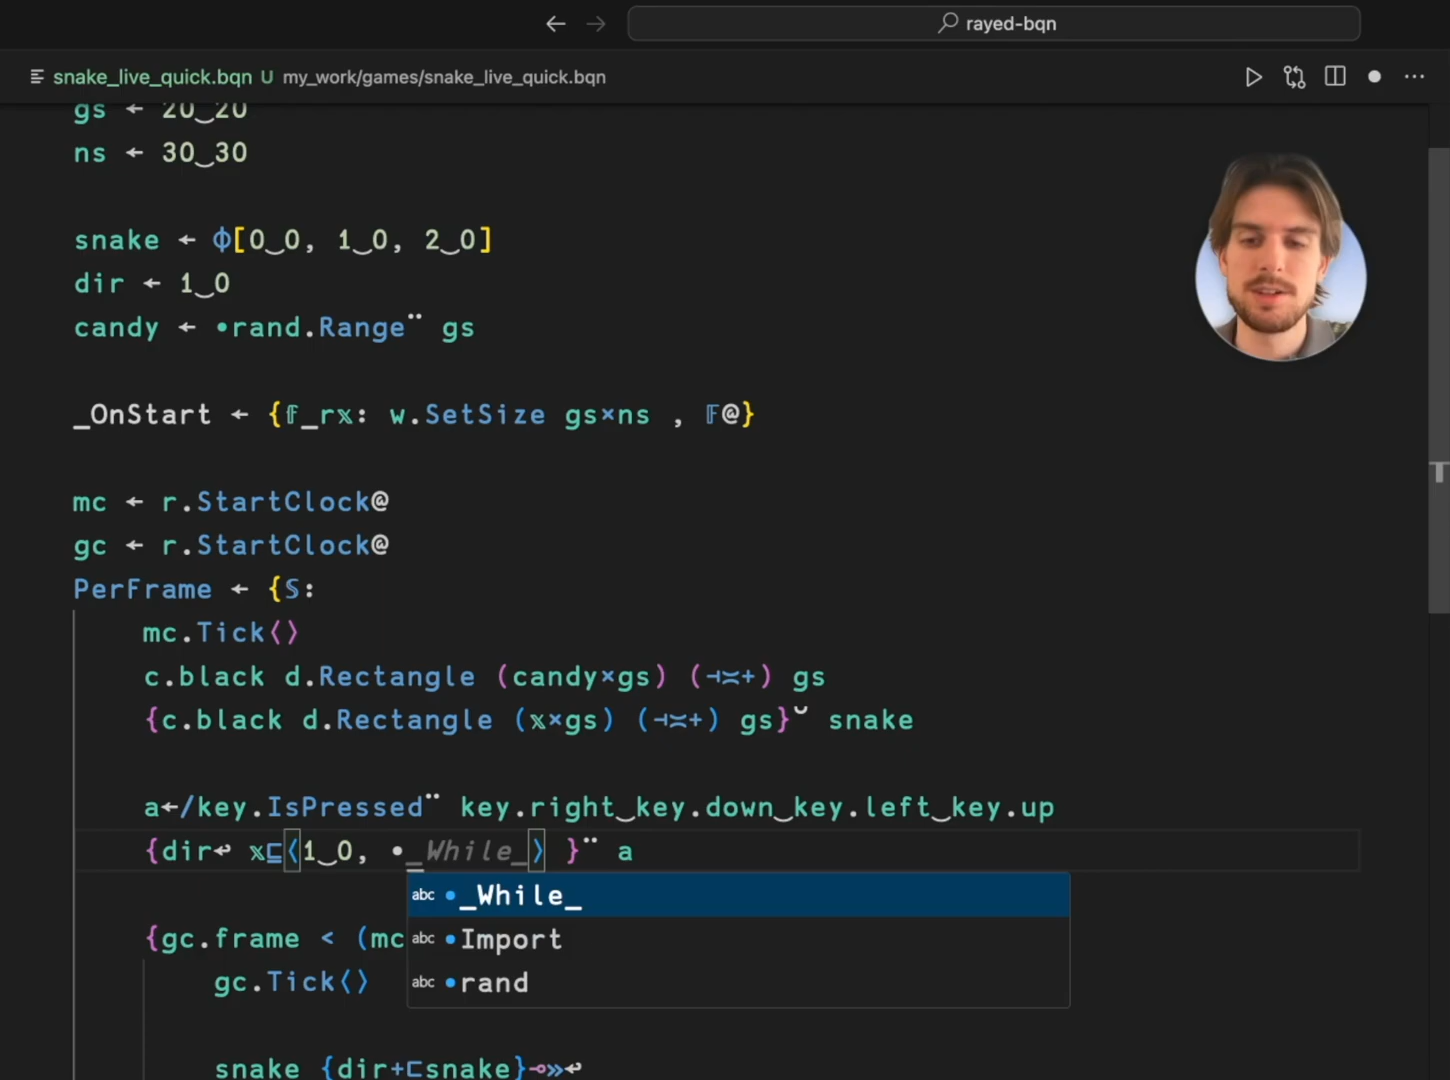 rayed-bqn
snake_live_quick.bqn U my_work/games/snake_live_quick.bqn
gs ← 20‿20
ns ← 30‿30
snake ← ⌽[0‿0, 1‿0, 2‿0]
dir ← 1‿0
candy ← •rand.Range¨ gs
_OnStart ← {𝕗_r𝕩: w.SetSize gs×ns , 𝔽@}
mc ← r.StartClock@
gc ← r.StartClock@
PerFrame ← {𝕊:
mc.Tick⟨⟩
c.black d.Rectangle (candy×gs) (⊣≍+) gs
{c.black d.Rectangle (𝕩×gs) (⊣≍+) gs}˘ snake
a←/key.IsPressed¨ key.right‿key.down‿key.left‿key.up
{dir↩ 𝕩⊑⟨1‿0, •_While_⟩ }¨ a
•_While_
{gc.frame < (mc
•Import
gc.Tick⟨⟩
•rand
snake {dir+⊏snake}⊸»↩